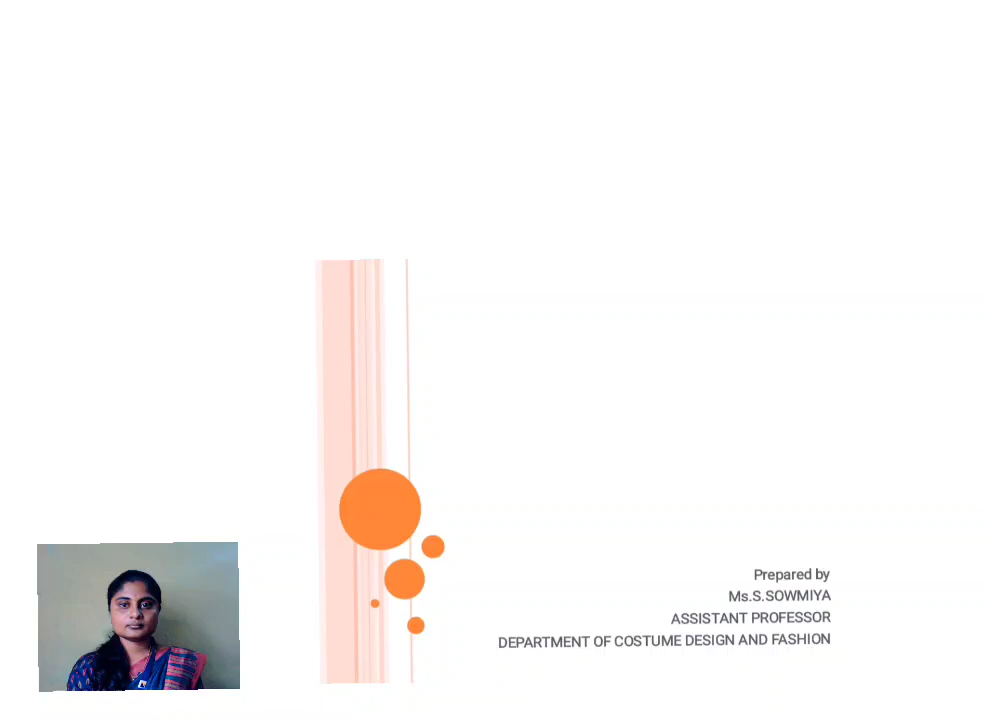 Prepared by
Ms.S.SOWMIYA
ASSISTANT PROFESSOR
DEPARTMENT OF COSTUME DESIGN AND FASHION